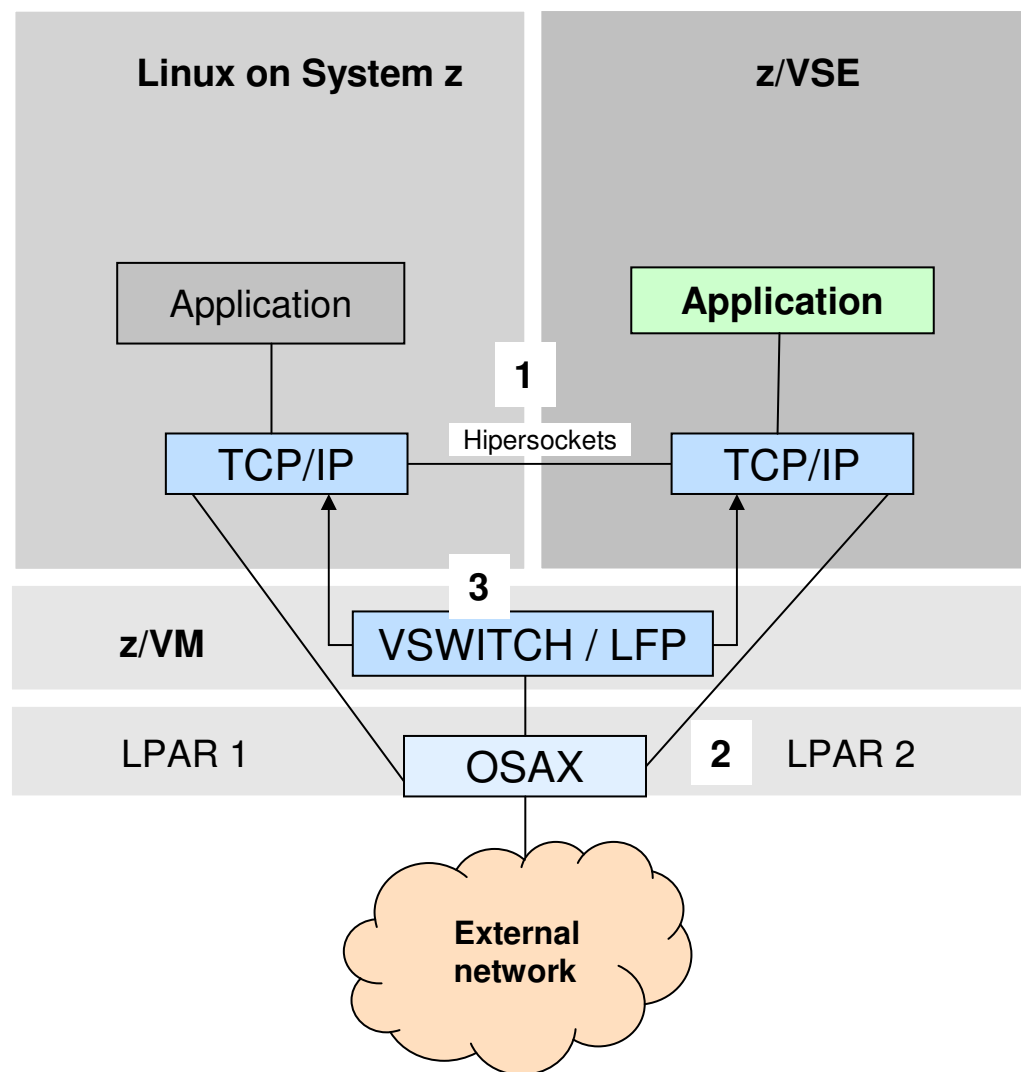 Linux on System z
z/VSE
Application
Application
1
Hipersockets
TCP/IP
TCP/IP
3
z/VM
VSWITCH / LFP
LPAR 1
OSAX
2
LPAR 2
External
network